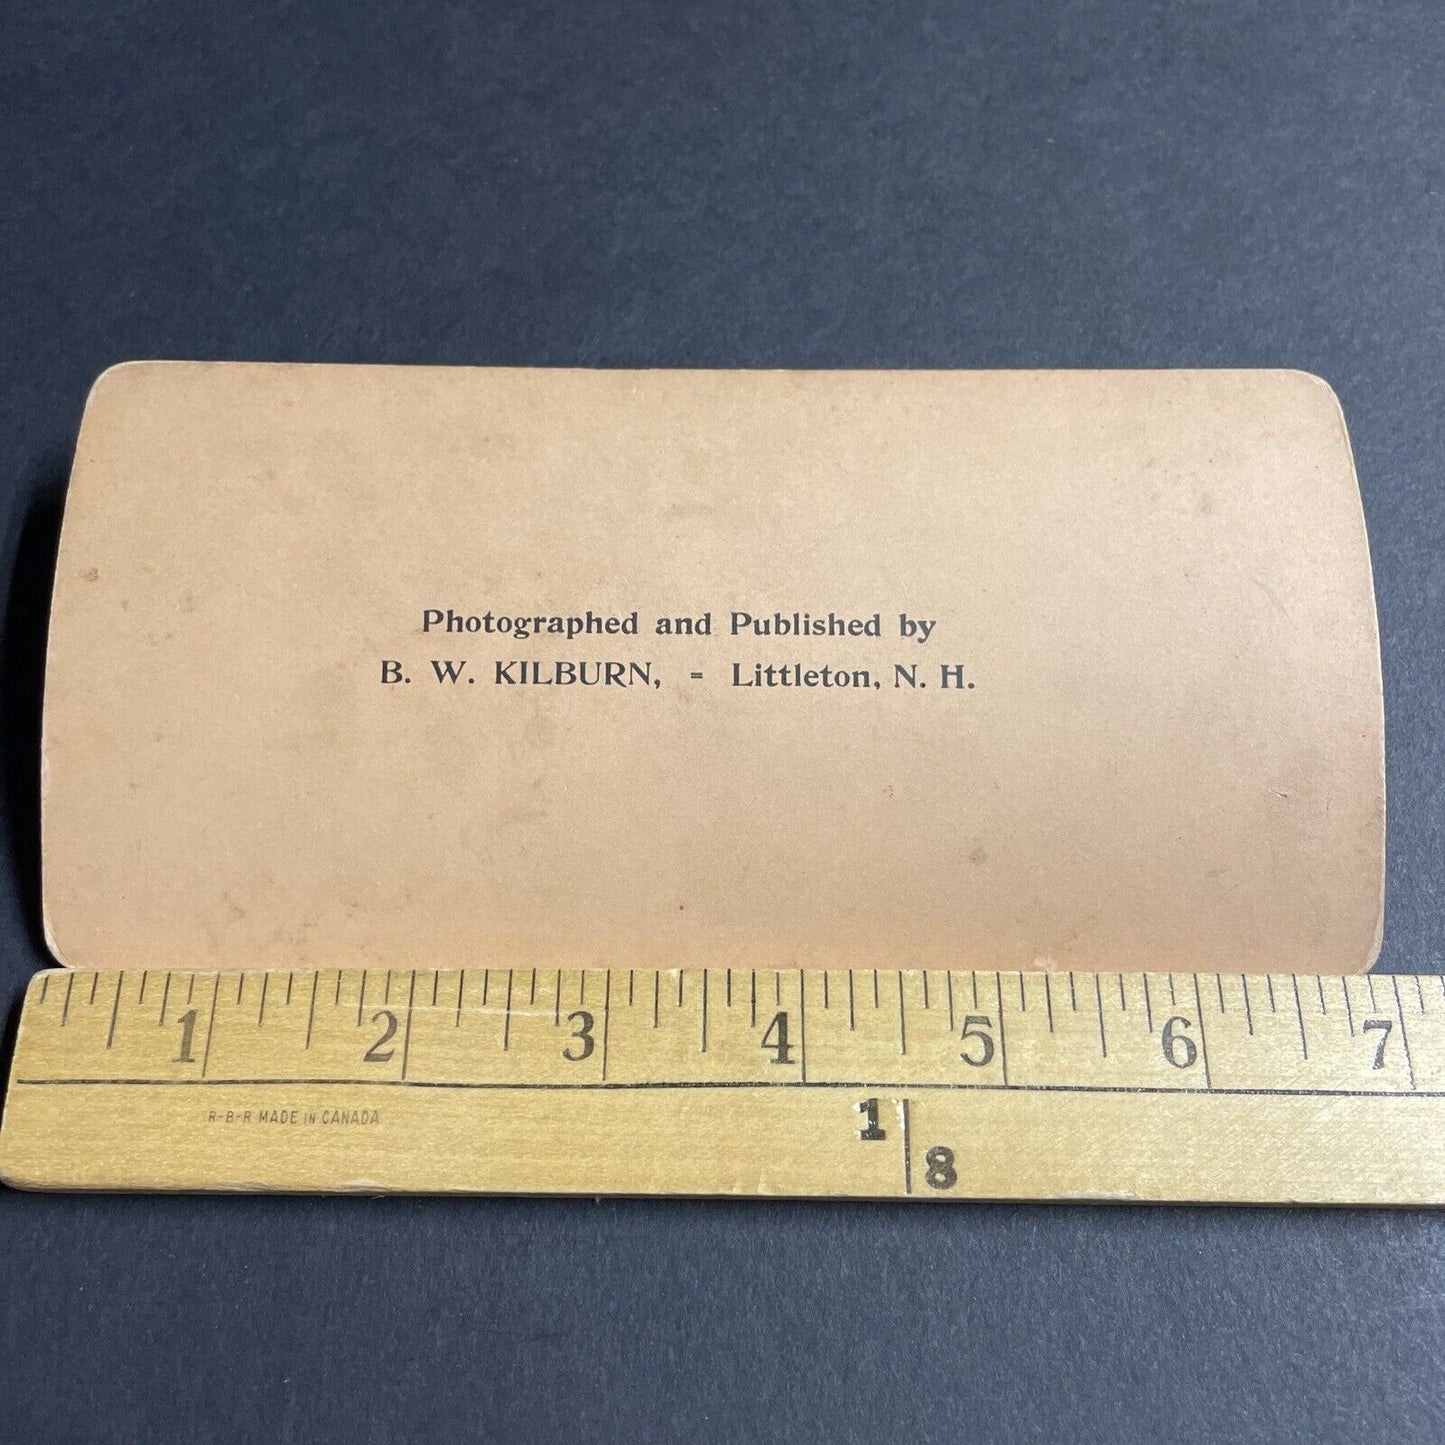 Photographed and Published by
B. W. KILBURN, = Littleton, N. H.
1 2 3 4 5 6 7
R-B-R MADE IN CANADA
1
8